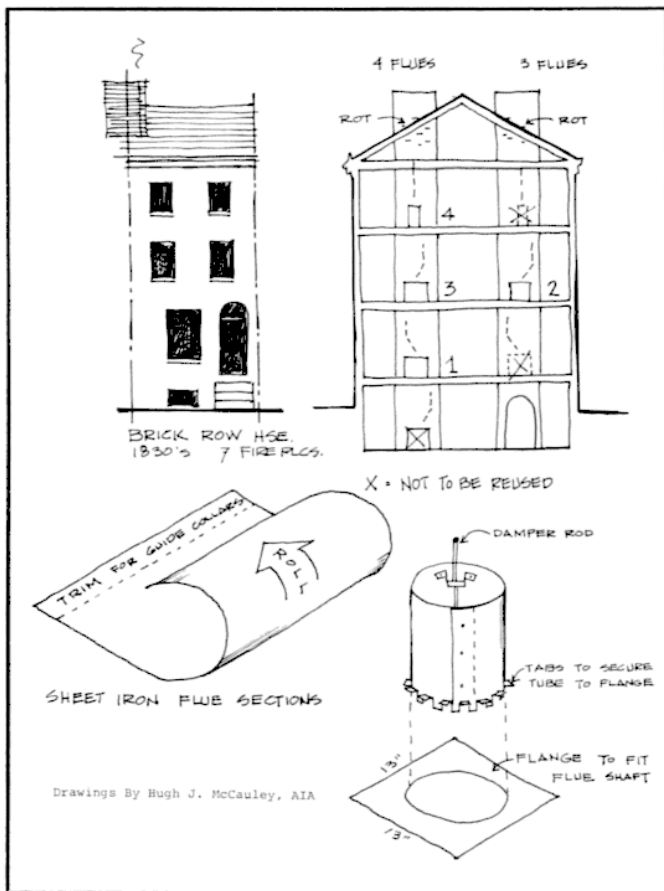 4 FLUES
3 FLUES
ROT
ROT
4
3
2
1
BRICK ROW HSE.
1830's 7 FIRE PLCS.
X = NOT TO BE REUSED
TRIM FOR GUIDE COLLARS
ROLL
SHEET IRON FLUE SECTIONS
DAMPER ROD
TABS TO SECURE
TUBE TO FLANGE
13"
13"
FLANGE TO FIT
FLUE SHAFT
Drawings By Hugh J. McCauley, AIA